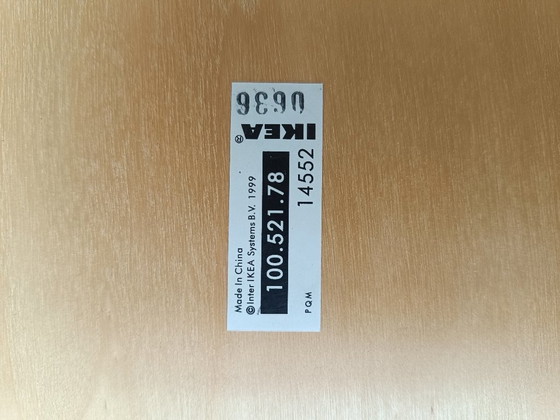 0636
IKEA®
Made In China
©Inter IKEA Systems B.V. 1999
100.521.78
14552
PQM